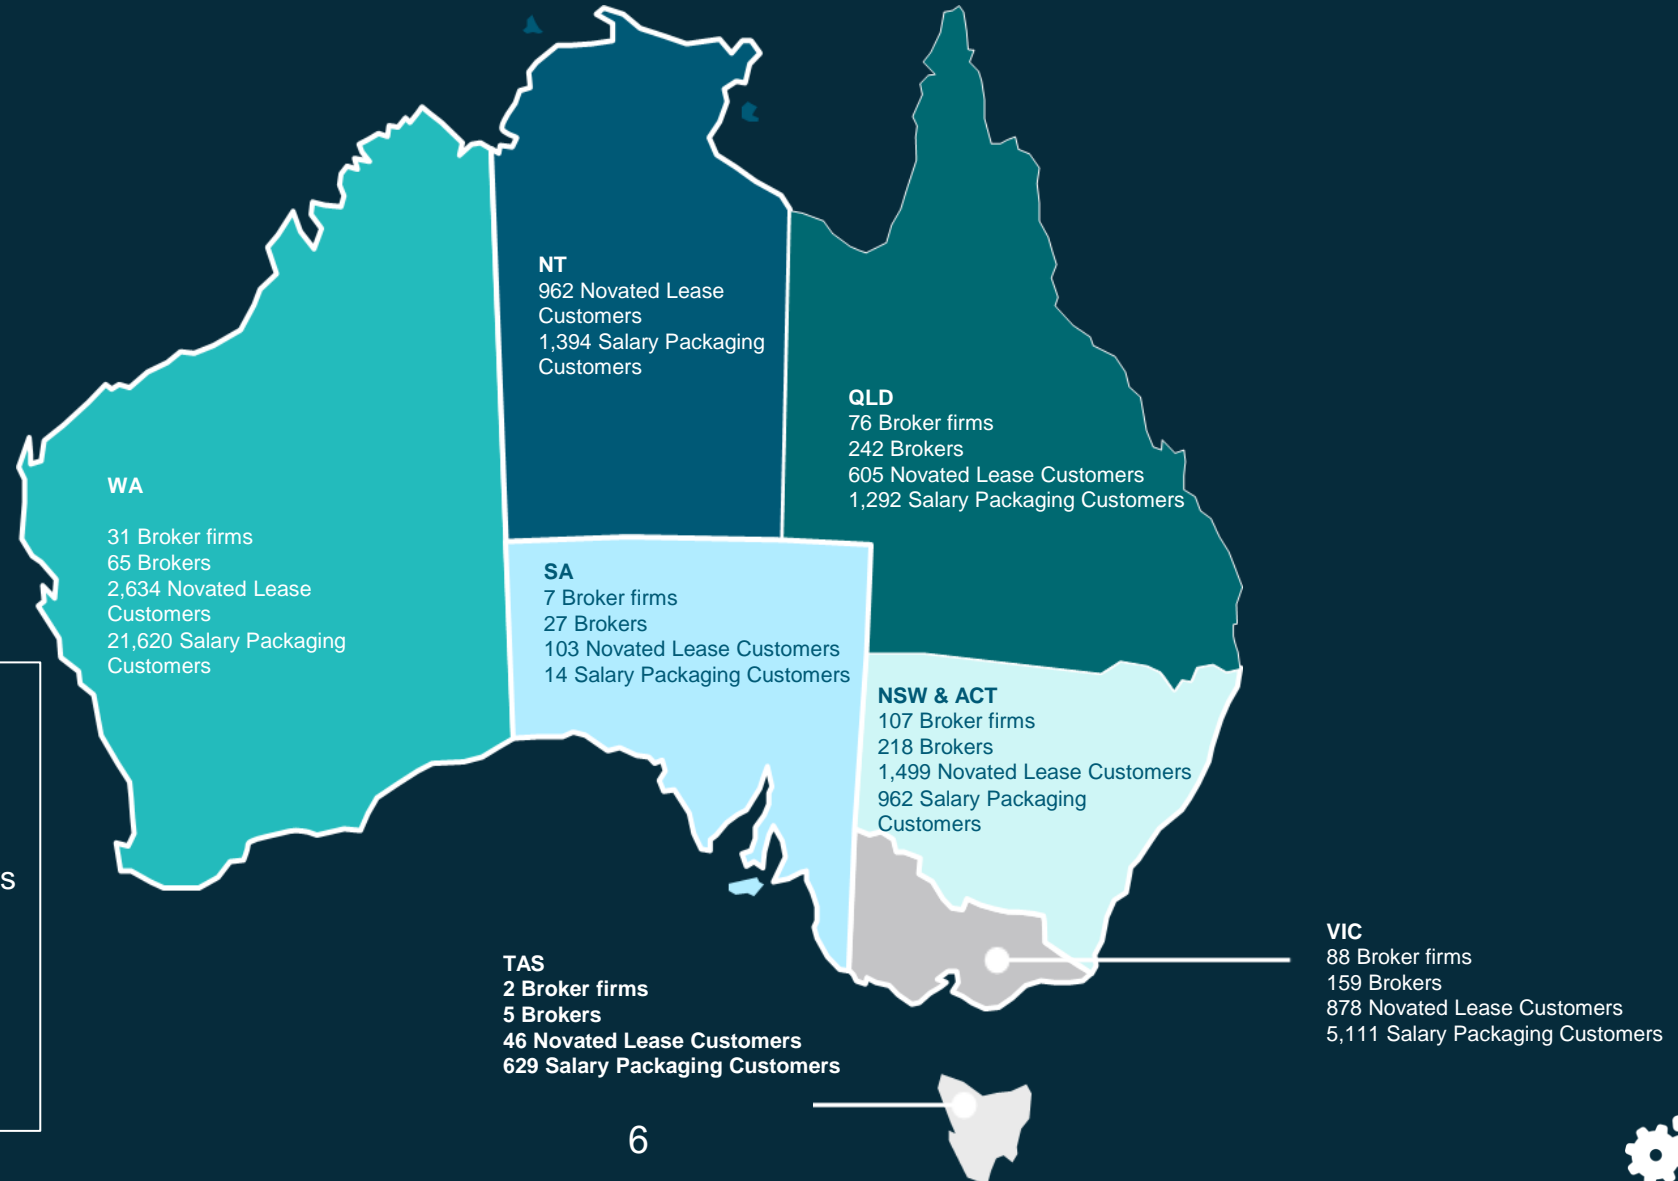 NT
962 Novated Lease
Customers
1,394 Salary Packaging
Customers
QLD
76 Broker firms
242 Brokers
605 Novated Lease Customers
1,292 Salary Packaging Customers
WA
31 Broker firms
65 Brokers
2,634 Novated Lease
Customers
21,620 Salary Packaging
Customers
SA
7 Broker firms
27 Brokers
103 Novated Lease Customers
14 Salary Packaging Customers
NSW & ACT
107 Broker firms
218 Brokers
1,499 Novated Lease Customers
962 Salary Packaging
Customers
s
TAS
2 Broker firms
5 Brokers
46 Novated Lease Customers
629 Salary Packaging Customers
VIC
88 Broker firms
159 Brokers
878 Novated Lease Customers
5,111 Salary Packaging Customers
6